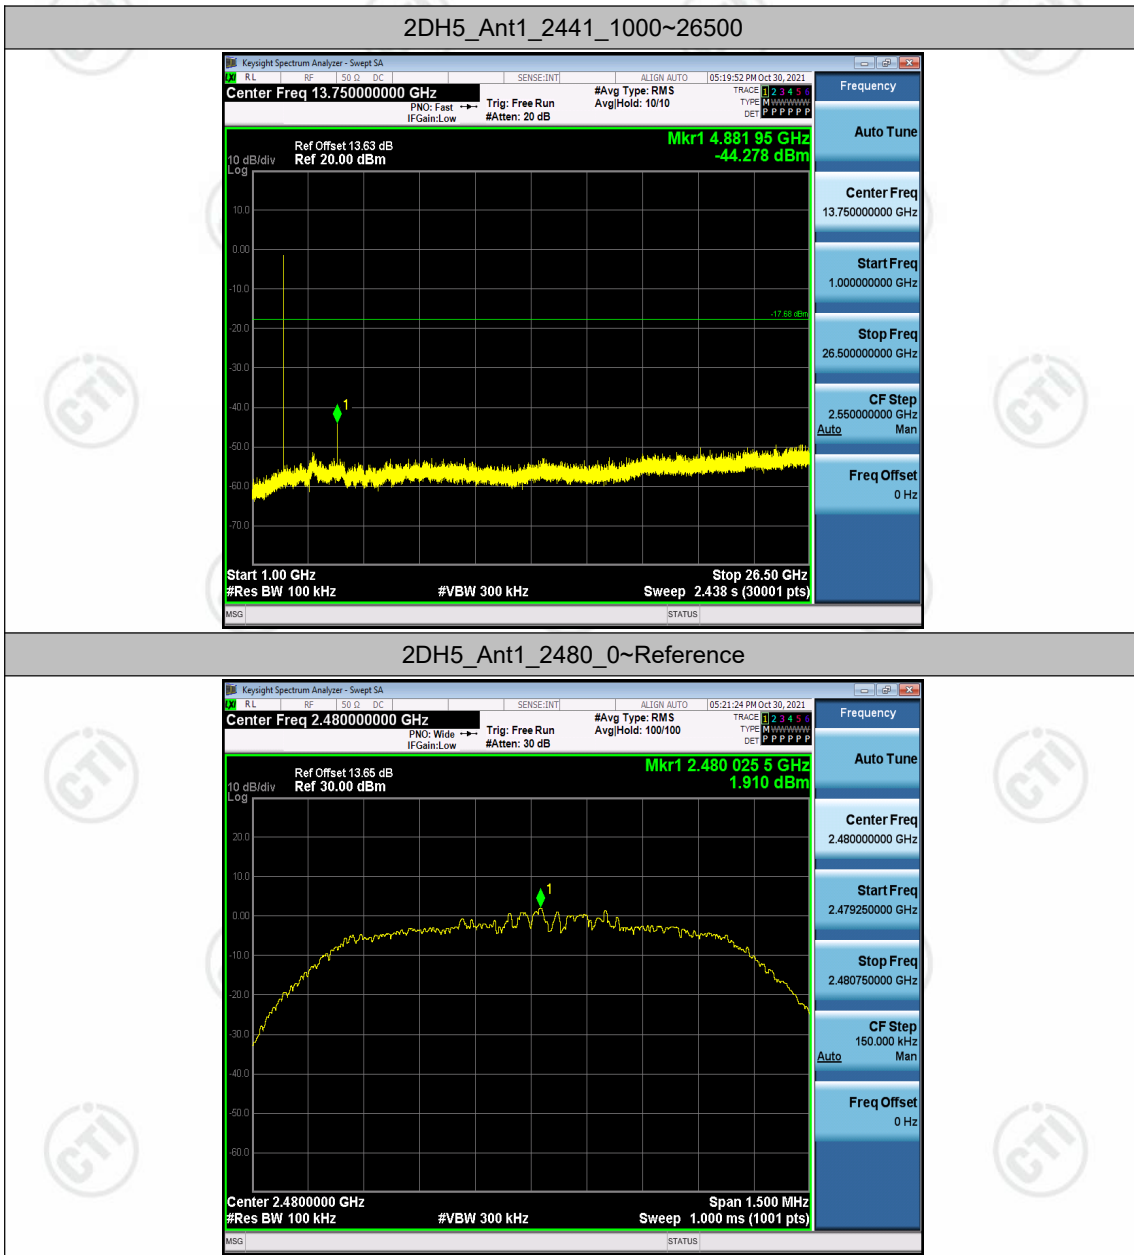 2DH5_Ant1_2441_1000~26500
Keysight Spectrum Analyzer - Swept SA
LXI RL RF 50 Ω DC SENSE:INT ALIGN AUTO 05:19:52 PM Oct 30, 2021
Center Freq 13.750000000 GHz
PNO: Fast
IFGain:Low
Trig: Free Run
#Atten: 20 dB
#Avg Type: RMS
Avg|Hold: 10/10
TRACE 1 2 3 4 5 6
TYPE M WWWWW
DET P P P P P P
Frequency
Auto Tune
Center Freq
13.750000000 GHz
Start Freq
1.000000000 GHz
Stop Freq
26.500000000 GHz
CF Step
2.550000000 GHz
Auto Man
Freq Offset
0 Hz
Mkr1 4.881 95 GHz
-44.278 dBm
Ref Offset 13.63 dB
10 dB/div Ref 20.00 dBm
Log
10.0
0.00
-10.0
-17.68 dBm
-20.0
-30.0
-40.0
1
-50.0
-60.0
-70.0
Start 1.00 GHz Stop 26.50 GHz
#Res BW 100 kHz #VBW 300 kHz Sweep 2.438 s (30001 pts)
MSG STATUS
2DH5_Ant1_2480_0~Reference
Keysight Spectrum Analyzer - Swept SA
LXI RL RF 50 Ω DC SENSE:INT ALIGN AUTO 05:21:24 PM Oct 30, 2021
Center Freq 2.480000000 GHz
PNO: Wide
IFGain:Low
Trig: Free Run
#Atten: 30 dB
#Avg Type: RMS
Avg|Hold: 100/100
TRACE 1 2 3 4 5 6
TYPE M WWWWW
DET P P P P P P
Frequency
Auto Tune
Center Freq
2.480000000 GHz
Start Freq
2.479250000 GHz
Stop Freq
2.480750000 GHz
CF Step
150.000 kHz
Auto Man
Freq Offset
0 Hz
Mkr1 2.480 025 5 GHz
1.910 dBm
Ref Offset 13.65 dB
10 dB/div Ref 30.00 dBm
Log
20.0
10.0
1
0.00
-10.0
-20.0
-30.0
-40.0
-50.0
-60.0
Center 2.4800000 GHz Span 1.500 MHz
#Res BW 100 kHz #VBW 300 kHz Sweep 1.000 ms (1001 pts)
MSG STATUS
CTI
CTI
CTI
CTI
CTI
CTI